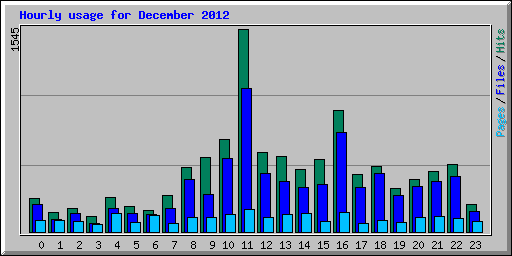 Hourly usage for December 2012
1545
Pages / Files / Hits
0 1 2 3 4 5 6 7 8 9 10 11 12 13 14 15 16 17 18 19 20 21 22 23